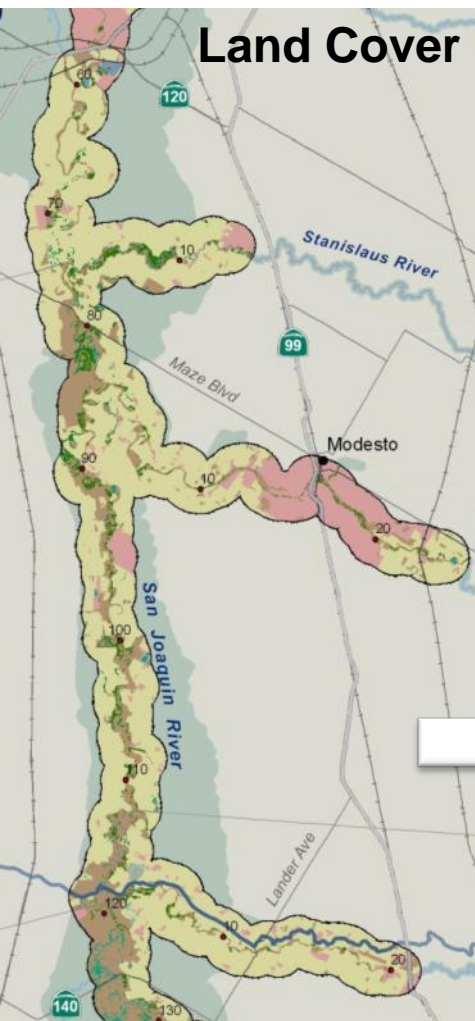 Land Cover
60
120
70
Stanislaus River
10
80
99
Maze Blvd
Modesto
90
10
20
San Joaquin River
100
110
Lander Ave
120
10
20
140
130